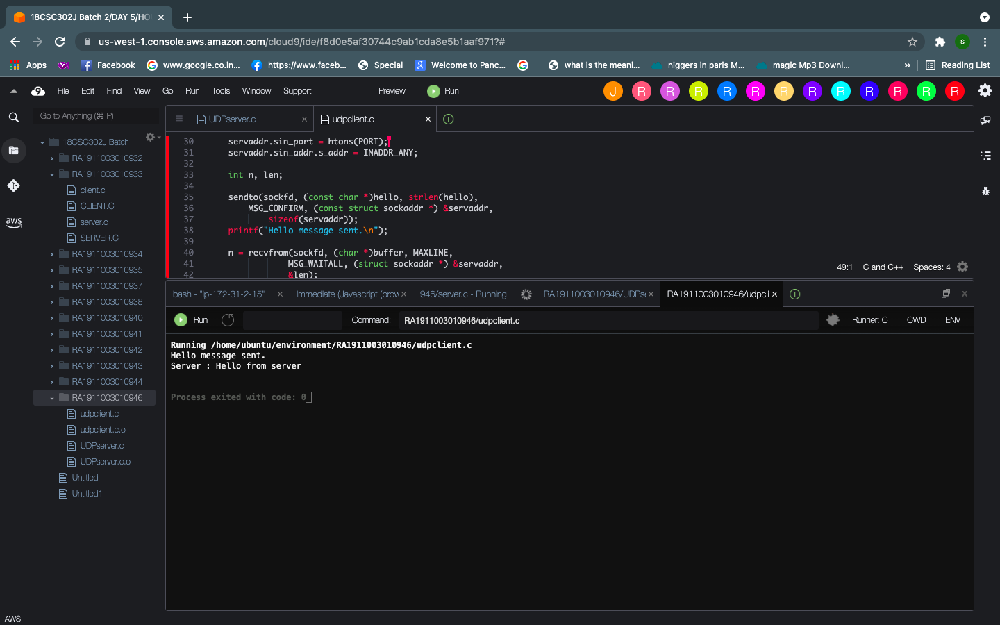 18CSC302J Batch 2/DAY 5/HO
us-west-1.console.aws.amazon.com/cloud9/ide/f8d0e5af30744c9ab1cda8e5b1aaf971?#
S
Apps Facebook www.google.co.in... https://www.faceb... Special Welcome to Panc... what is the meani... niggers in paris M... magic Mp3 Downl... » Reading List
9 File Edit Find View Go Run Tools Window Support Preview Run J R R R R R R R R R R R R
Go to Anything (⌘ P)
UDPserver.c udpclient.c
18CSC302J Batch
RA1911003010932
RA1911003010933
client.c
CLIENT.C
server.c
SERVER.C
RA1911003010934
RA1911003010935
RA1911003010937
RA1911003010938
RA1911003010940
RA1911003010941
RA1911003010942
RA1911003010943
RA1911003010944
RA1911003010946
udpclient.c
udpclient.c.o
UDPserver.c
UDPserver.c.o
Untitled
Untitled1
aws
30 servaddr.sin_port = htons(PORT);
31 servaddr.sin_addr.s_addr = INADDR_ANY;
32
33 int n, len;
34
35 sendto(sockfd, (const char *)hello, strlen(hello),
36 MSG_CONFIRM, (const struct sockaddr *) &servaddr,
37 sizeof(servaddr));
38 printf("Hello message sent.\n");
39
40 n = recvfrom(sockfd, (char *)buffer, MAXLINE,
41 MSG_WAITALL, (struct sockaddr *) &servaddr,
42 &len);
49:1 C and C++ Spaces: 4
bash - "ip-172-31-2-15" Immediate (Javascript (brow 946/server.c - Running RA1911003010946/UDPse RA1911003010946/udpcli
Run Command: RA1911003010946/udpclient.c Runner: C CWD ENV
Running /home/ubuntu/environment/RA1911003010946/udpclient.c
Hello message sent.
Server : Hello from server
Process exited with code: 0
AWS